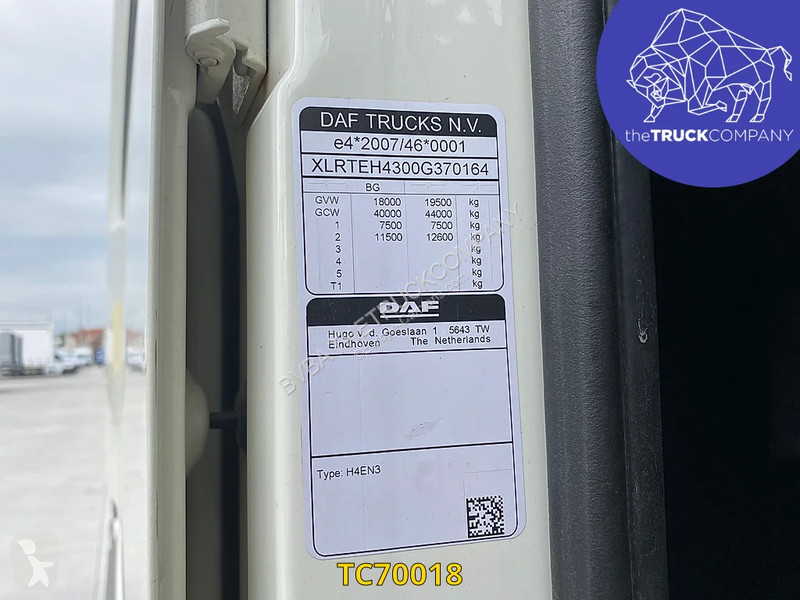 theTRUCKCOMPANY
DAF TRUCKS N.V.
e4*2007/46*0001
XLRTEH4300G370164
BG
GVW 18000 19500 kg
GCW 40000 44000 kg
1 7500 7500 kg
2 11500 12600 kg
3 kg
4 kg
5 kg
T1 kg
DAF
Hugo v. d. Goeslaan 1 5643 TW
Eindhoven The Netherlands
Type: H4EN3
TC70018